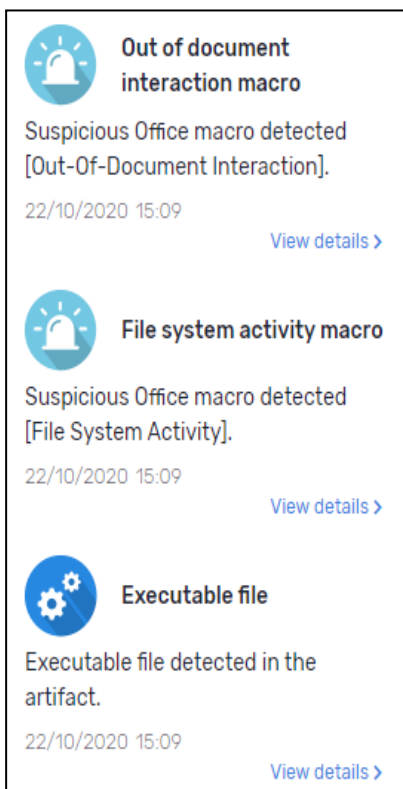 Out of document
interaction macro
Suspicious Office macro detected
[Out-Of-Document Interaction].
22/10/2020 15:09
View details >
File system activity macro
Suspicious Office macro detected
[File System Activity].
22/10/2020 15:09
View details >
Executable file
Executable file detected in the
artifact.
22/10/2020 15:09
View details >